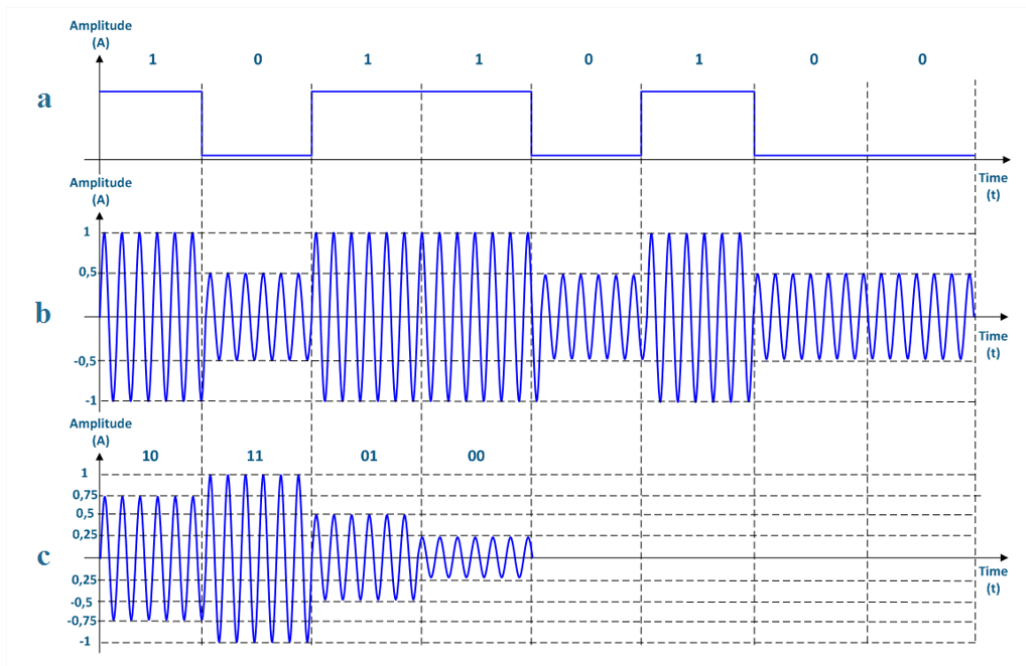 Amplitude
(A)
1 0 1 1 0 1 0 0
a
Time
(t)
Amplitude
(A)
1
0,5
b
-0,5
-1
Time
(t)
Amplitude
(A)
10 11 01 00
1
0,75
0,5
0,25
c
0,25
-0,5
-0,75
-1
Time
(t)